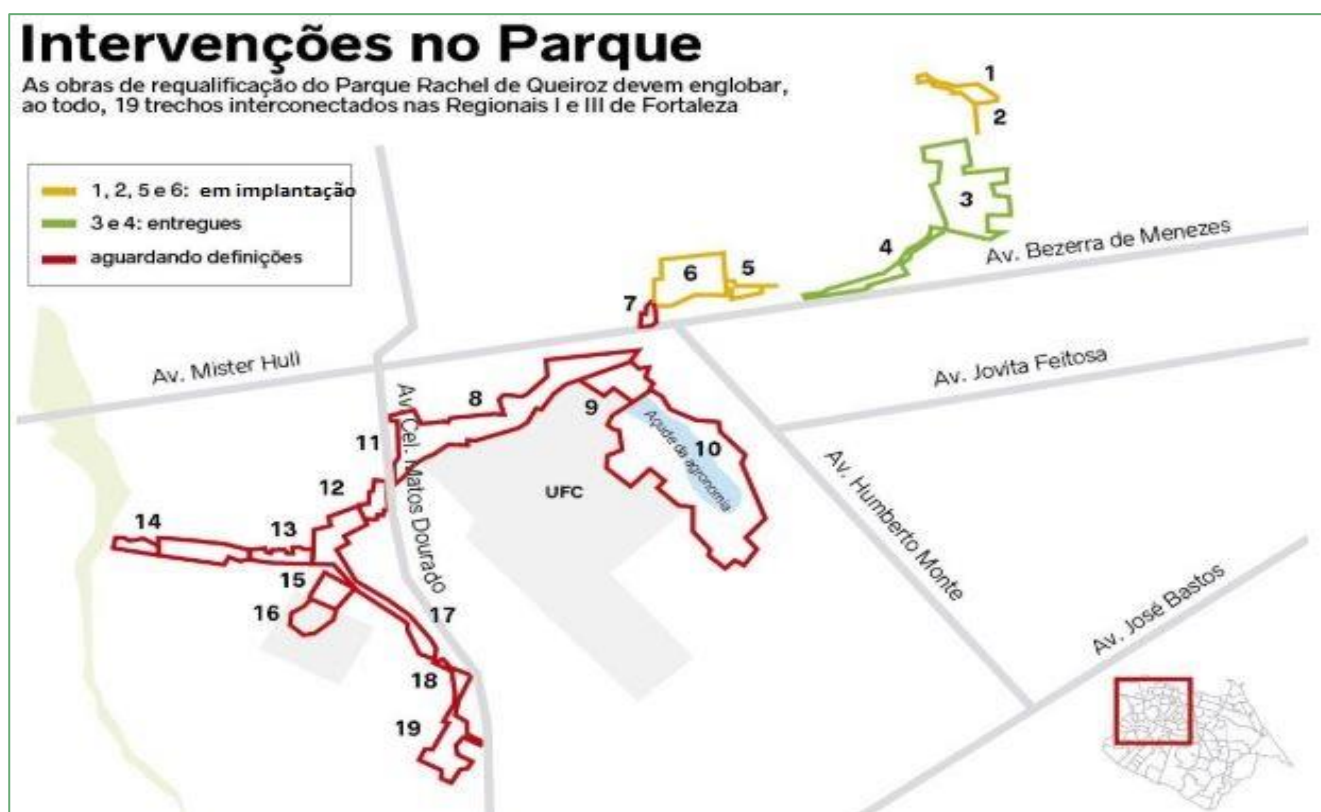 Intervenções no Parque
As obras de requalificação do Parque Rachel de Queiroz devem englobar,
ao todo, 19 trechos interconectados nas Regionais I e III de Fortaleza
1, 2, 5 e 6: em implantação
3 e 4: entregues
aguardando definições
1
2
3
4
Av. Bezerra de Menezes
5
6
7
Av. Mister Hull
Av. Jovita Feitosa
8
9
10
Açude da agronomia
11
Av. Cel. Matos Dourado
UFC
Av. Humberto Monte
12
13
14
15
16
17
18
19
Av. José Bastos